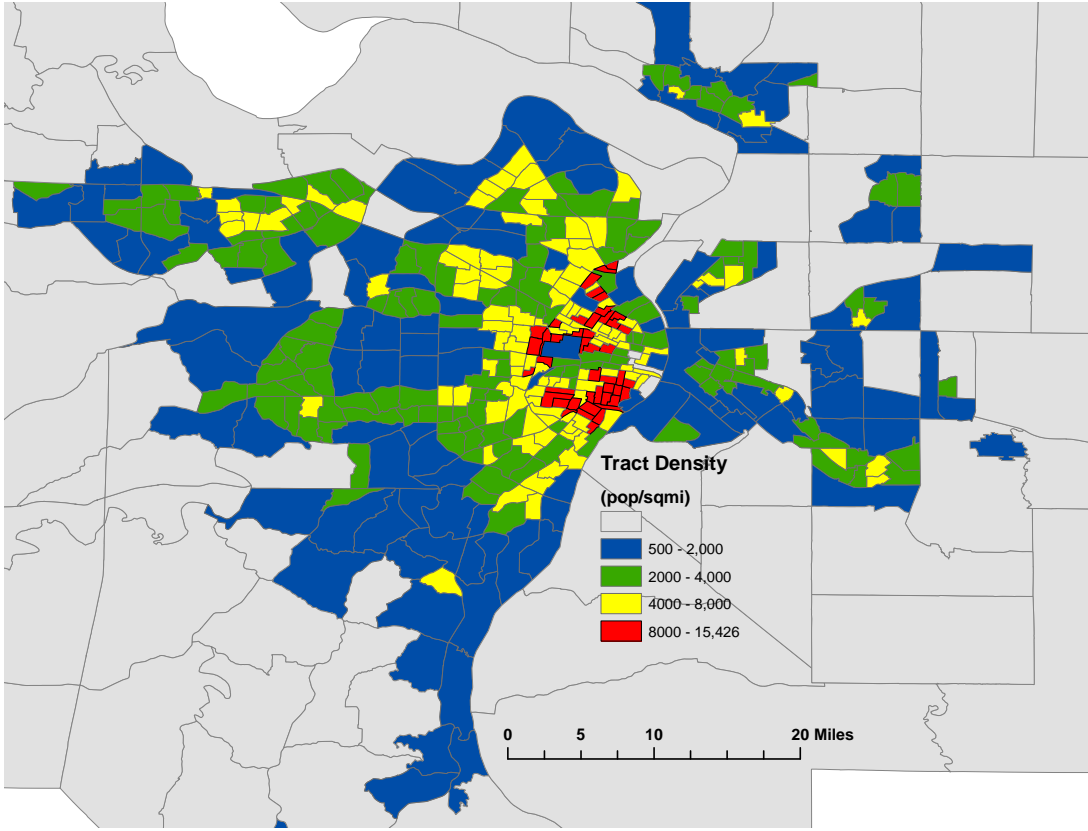 Tract Density
(pop/sqmi)
500 - 2,000
2000 - 4,000
4000 - 8,000
8000 - 15,426
0 5 10 20 Miles